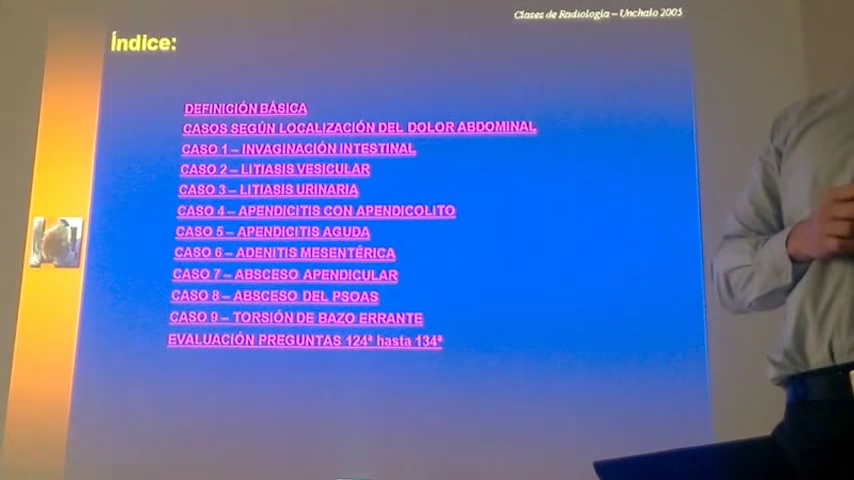 Clases de Radiología – Unchalo 2005
Índice:
DEFINICIÓN BÁSICA
CASOS SEGÚN LOCALIZACIÓN DEL DOLOR ABDOMINAL
CASO 1 – INVAGINACIÓN INTESTINAL
CASO 2 – LITIASIS VESICULAR
CASO 3 – LITIASIS URINARIA
CASO 4 – APENDICITIS CON APENDICOLITO
CASO 5 – APENDICITIS AGUDA
CASO 6 – ADENITIS MESENTÉRICA
CASO 7 – ABSCESO APENDICULAR
CASO 8 – ABSCESO DEL PSOAS
CASO 9 – TORSIÓN DE BAZO ERRANTE
EVALUACIÓN PREGUNTAS 124ª hasta 134ª